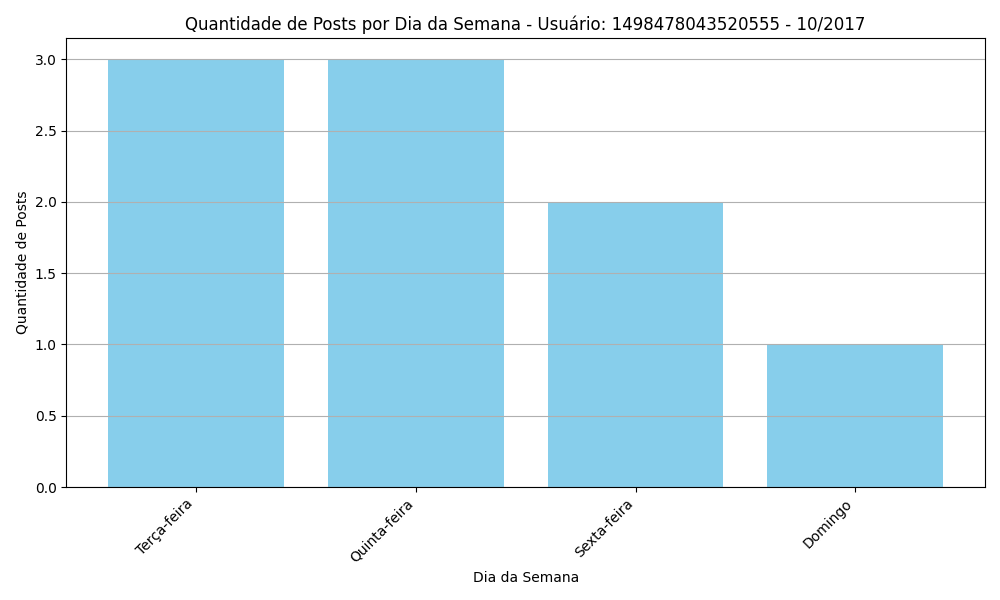 Quantidade de Posts por Dia da Semana - Usuário: 1498478043520555 - 10/2017
Quantidade de Posts
3.0
2.5
2.0
1.5
1.0
0.5
0.0
Terça-feira
Quinta-feira
Sexta-feira
Domingo
Dia da Semana